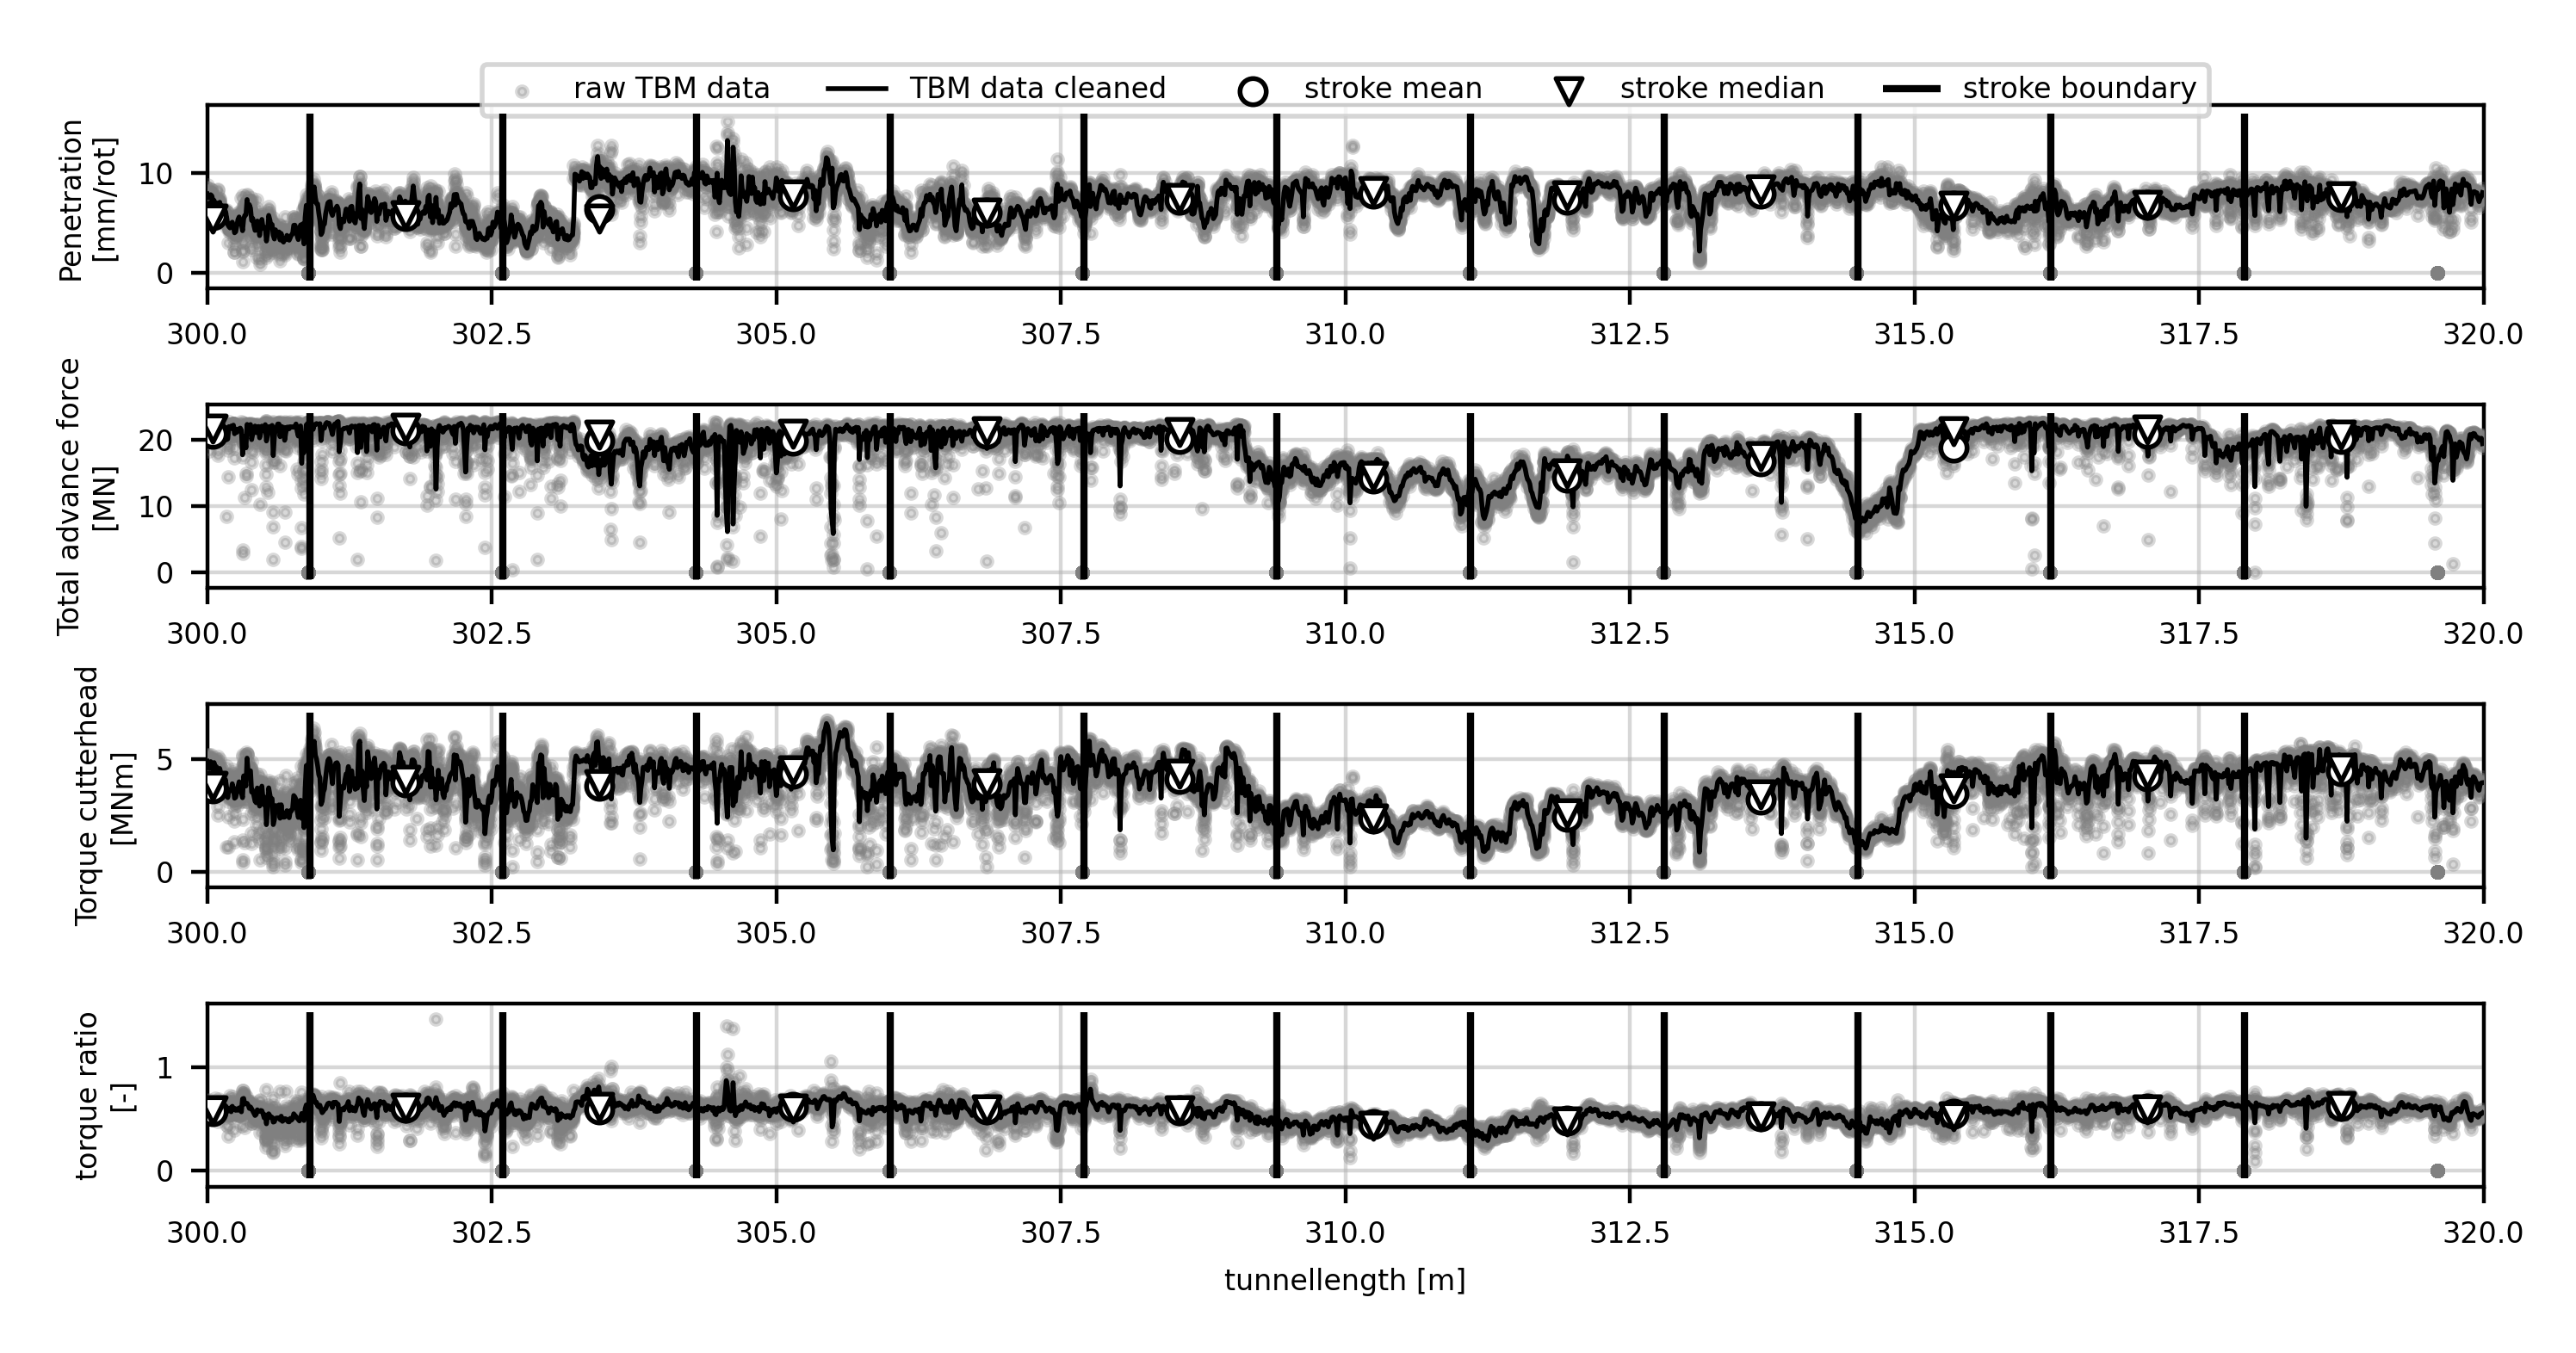 raw TBM data TBM data cleaned stroke mean stroke median stroke boundary
Penetration
[mm/rot]
10
0
300.0 302.5 305.0 307.5 310.0 312.5 315.0 317.5 320.0
Total advance force
[MN]
20
10
0
300.0 302.5 305.0 307.5 310.0 312.5 315.0 317.5 320.0
Torque cutterhead
[MNm]
5
0
300.0 302.5 305.0 307.5 310.0 312.5 315.0 317.5 320.0
torque ratio
[-]
1
0
300.0 302.5 305.0 307.5 310.0 312.5 315.0 317.5 320.0
tunnellength [m]